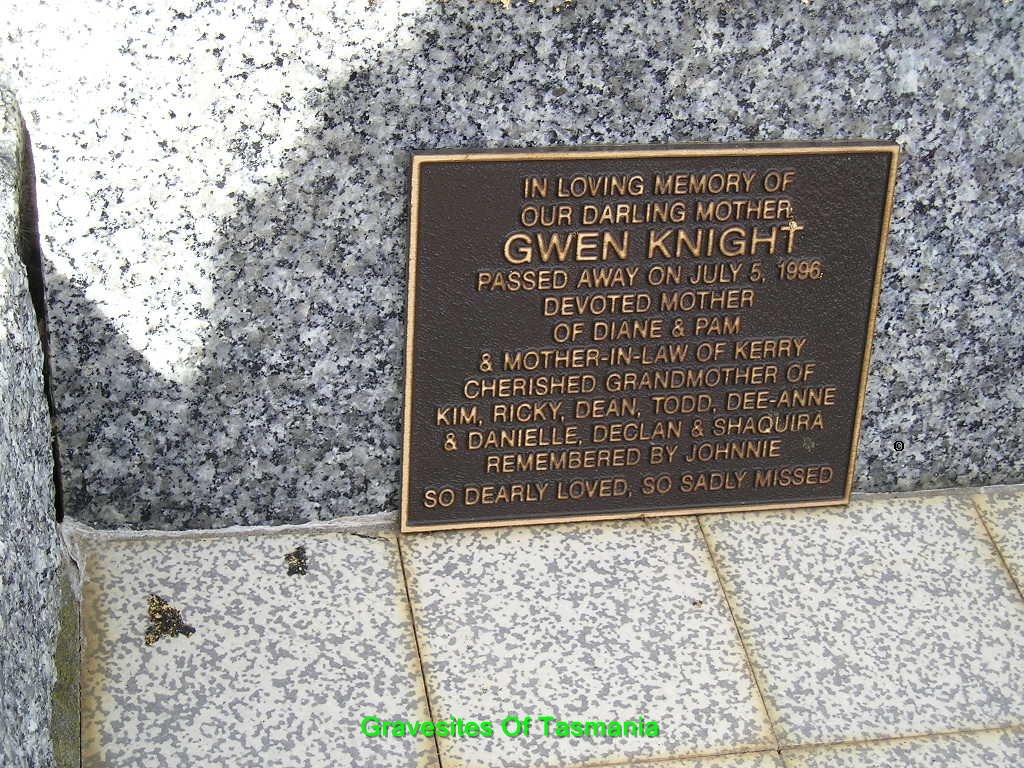 IN LOVING MEMORY OF
OUR DARLING MOTHER
GWEN KNIGHT
PASSED AWAY ON JULY 5, 1996,
DEVOTED MOTHER
OF DIANE & PAM
& MOTHER-IN-LAW OF KERRY
CHERISHED GRANDMOTHER OF
KIM, RICKY, DEAN, TODD, DEE-ANNE
& DANIELLE, DECLAN & SHAQUIRA
REMEMBERED BY JOHNNIE
SO DEARLY LOVED, SO SADLY MISSED
Gravesites Of Tasmania